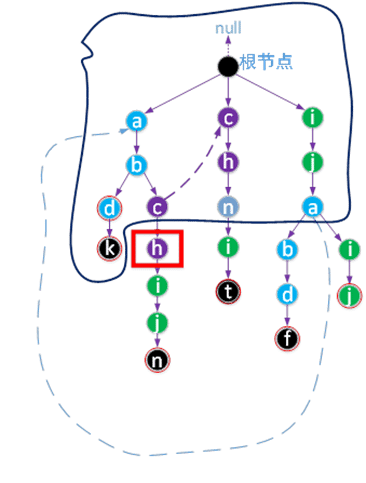 null
根节点
a c i
b h j
d c n a
k h i b i
i t d j
j f
n